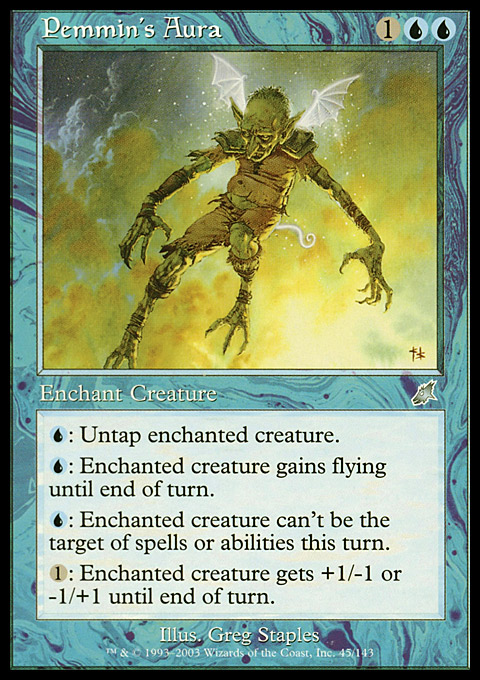 Pemmin's Aura 1
Enchant Creature
: Untap enchanted creature.
: Enchanted creature gains flying
until end of turn.
: Enchanted creature can't be the
target of spells or abilities this turn.
1: Enchanted creature gets +1/-1 or
-1/+1 until end of turn.
Illus. Greg Staples
™ & © 1993-2003 Wizards of the Coast, Inc. 45/143